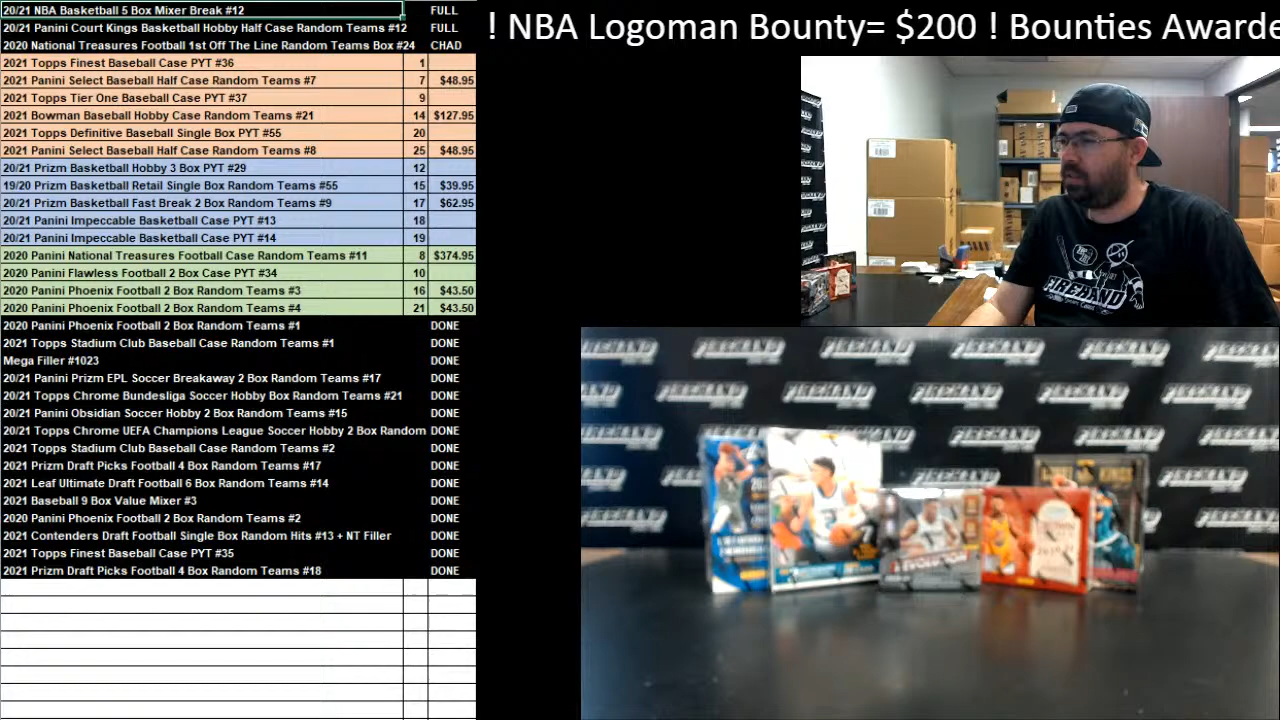 20/21 NBA Basketball 5 Box Mixer Break #12 FULL
20/21 Panini Court Kings Basketball Hobby Half Case Random Teams #12 FULL
2020 National Treasures Football 1st Off The Line Random Teams Box #24 CHAD
2021 Topps Finest Baseball Case PYT #36 1
2021 Panini Select Baseball Half Case Random Teams #7 7 $48.95
2021 Topps Tier One Baseball Case PYT #37 9
2021 Bowman Baseball Hobby Case Random Teams #21 14 $127.95
2021 Topps Definitive Baseball Single Box PYT #55 20
2021 Panini Select Baseball Half Case Random Teams #8 25 $48.95
20/21 Prizm Basketball Hobby 3 Box PYT #29 12
19/20 Prizm Basketball Retail Single Box Random Teams #55 15 $39.95
20/21 Prizm Basketball Fast Break 2 Box Random Teams #9 17 $62.95
20/21 Panini Impeccable Basketball Case PYT #13 18
20/21 Panini Impeccable Basketball Case PYT #14 19
2020 Panini National Treasures Football Case Random Teams #11 8 $374.95
2020 Panini Flawless Football 2 Box Case PYT #34 10
2020 Panini Phoenix Football 2 Box Random Teams #3 16 $43.50
2020 Panini Phoenix Football 2 Box Random Teams #4 21 $43.50
2020 Panini Phoenix Football 2 Box Random Teams #1 DONE
2021 Topps Stadium Club Baseball Case Random Teams #1 DONE
Mega Filler #1023 DONE
20/21 Panini Prizm EPL Soccer Breakaway 2 Box Random Teams #17 DONE
20/21 Topps Chrome Bundesliga Soccer Hobby Box Random Teams #21 DONE
20/21 Panini Obsidian Soccer Hobby 2 Box Random Teams #15 DONE
20/21 Topps Chrome UEFA Champions League Soccer Hobby 2 Box Random DONE
2021 Topps Stadium Club Baseball Case Random Teams #2 DONE
2021 Prizm Draft Picks Football 4 Box Random Teams #17 DONE
2021 Leaf Ultimate Draft Football 6 Box Random Teams #14 DONE
2021 Baseball 9 Box Value Mixer #3 DONE
2020 Panini Phoenix Football 2 Box Random Teams #2 DONE
2021 Contenders Draft Football Single Box Random Hits #13 + NT Filler DONE
2021 Topps Finest Baseball Case PYT #35 DONE
2021 Prizm Draft Picks Football 4 Box Random Teams #18 DONE
! NBA Logoman Bounty= $200 ! Bounties Awarde
FIREHAND